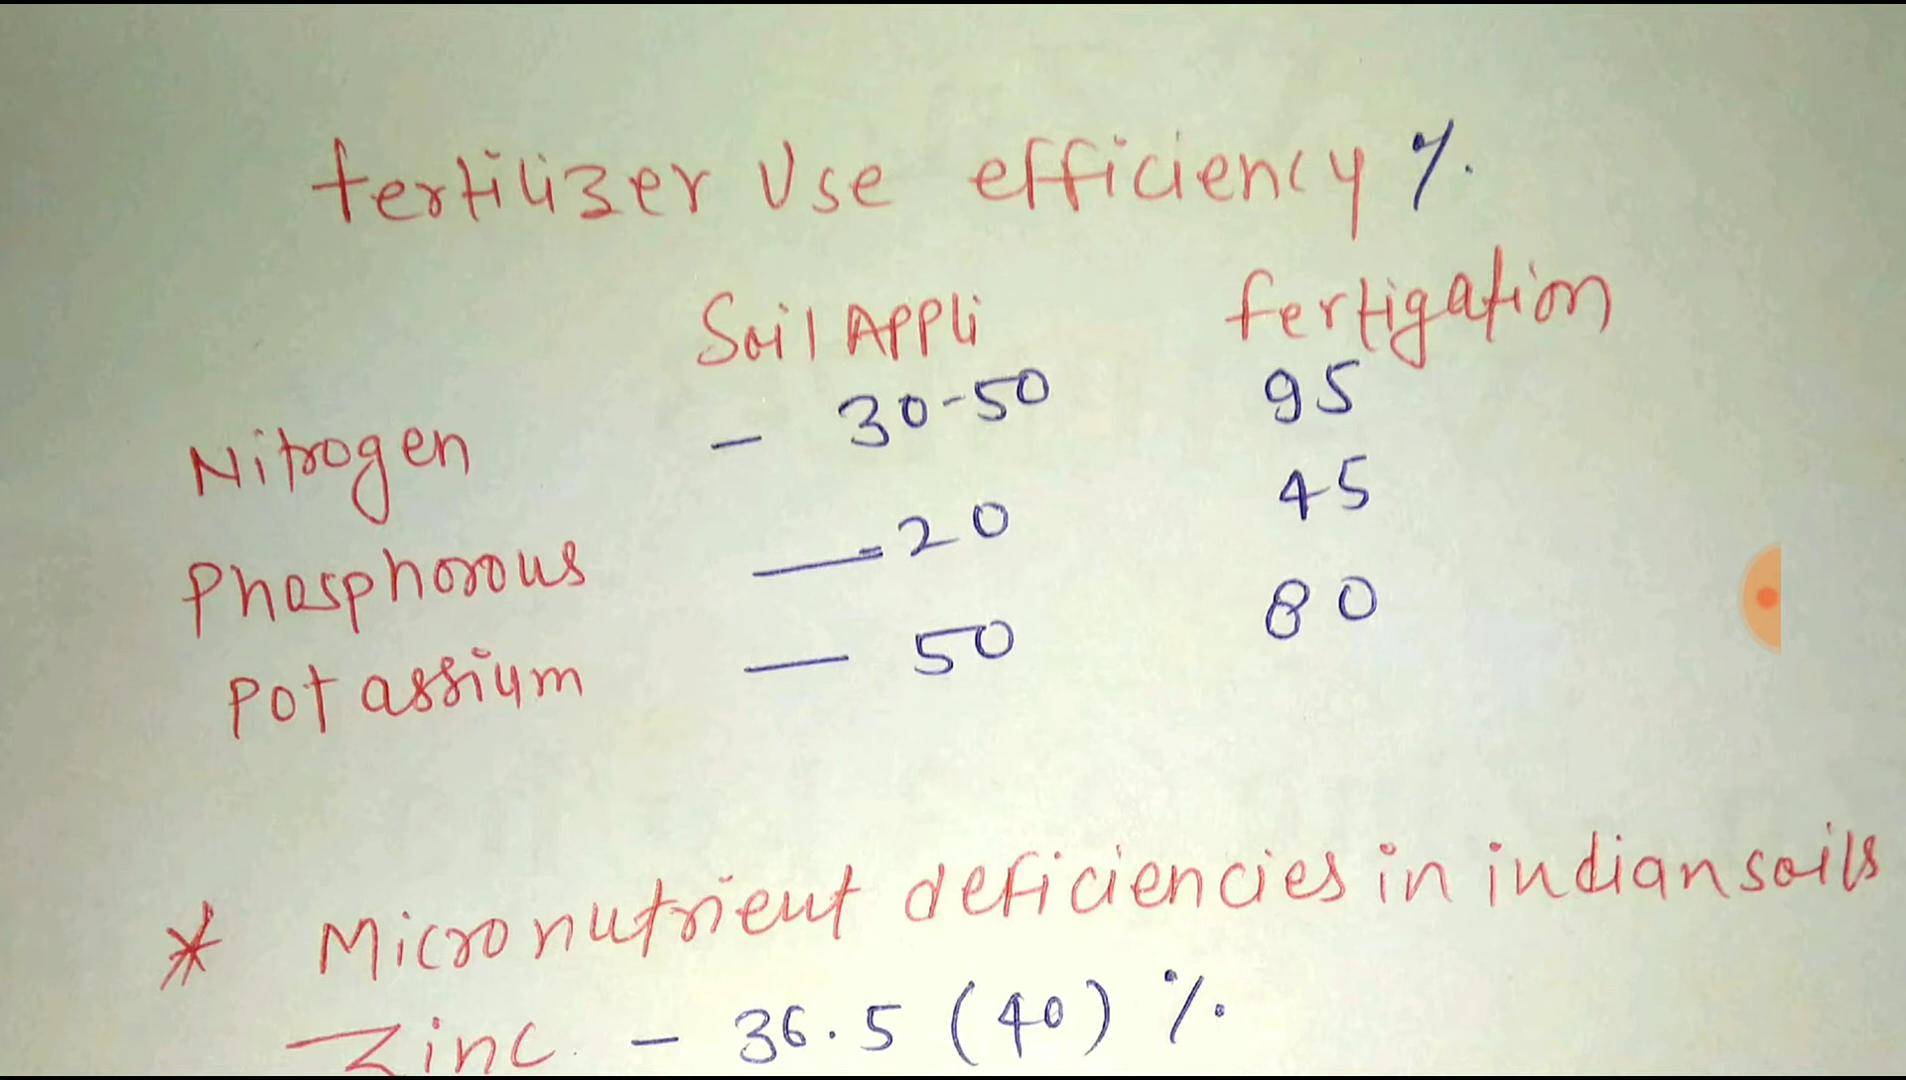 fertilizer Use efficiency %
Soil Appli fertigation
Nitrogen - 30-50 95
Phosphorous - 20 45
Potassium - 50 80
* Micronutrient deficiencies in indian soils
Zinc - 36.5 (40) %